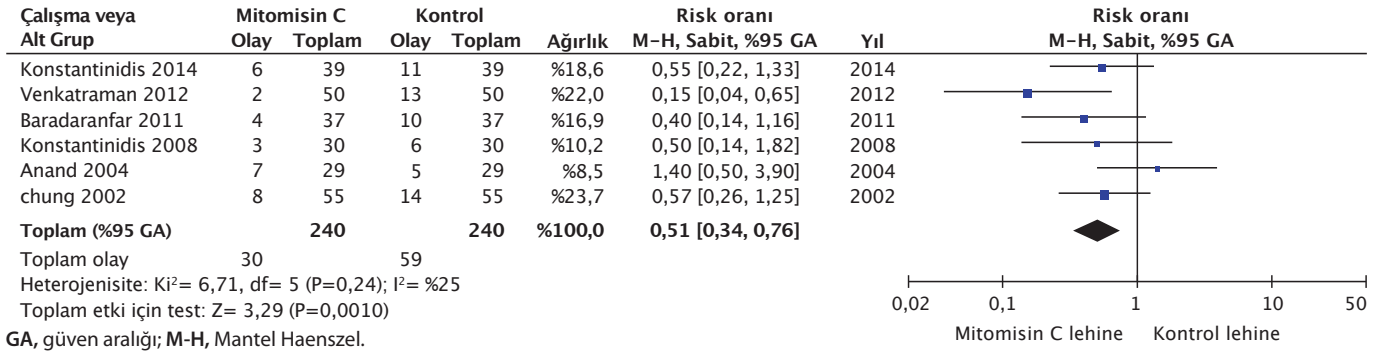 Çalışma veya Mitomisin C Kontrol Risk oranı Risk oranı
Alt Grup Olay Toplam Olay Toplam Ağırlık M-H, Sabit, %95 GA Yıl M-H, Sabit, %95 GA
Konstantinidis 2014 6 39 11 39 %18,6 0,55 [0,22, 1,33] 2014
Venkatraman 2012 2 50 13 50 %22,0 0,15 [0,04, 0,65] 2012
Baradaranfar 2011 4 37 10 37 %16,9 0,40 [0,14, 1,16] 2011
Konstantinidis 2008 3 30 6 30 %10,2 0,50 [0,14, 1,82] 2008
Anand 2004 7 29 5 29 %8,5 1,40 [0,50, 3,90] 2004
chung 2002 8 55 14 55 %23,7 0,57 [0,26, 1,25] 2002
Toplam (%95 GA) 240 240 %100,0 0,51 [0,34, 0,76]
Toplam olay 30 59
Heterojenisite: Ki²= 6,71, df= 5 (P=0,24); I²= %25
Toplam etki için test: Z= 3,29 (P=0,0010)
0,02 0,1 1 10 50
Mitomisin C lehine Kontrol lehine
GA, güven aralığı; M-H, Mantel Haenszel.